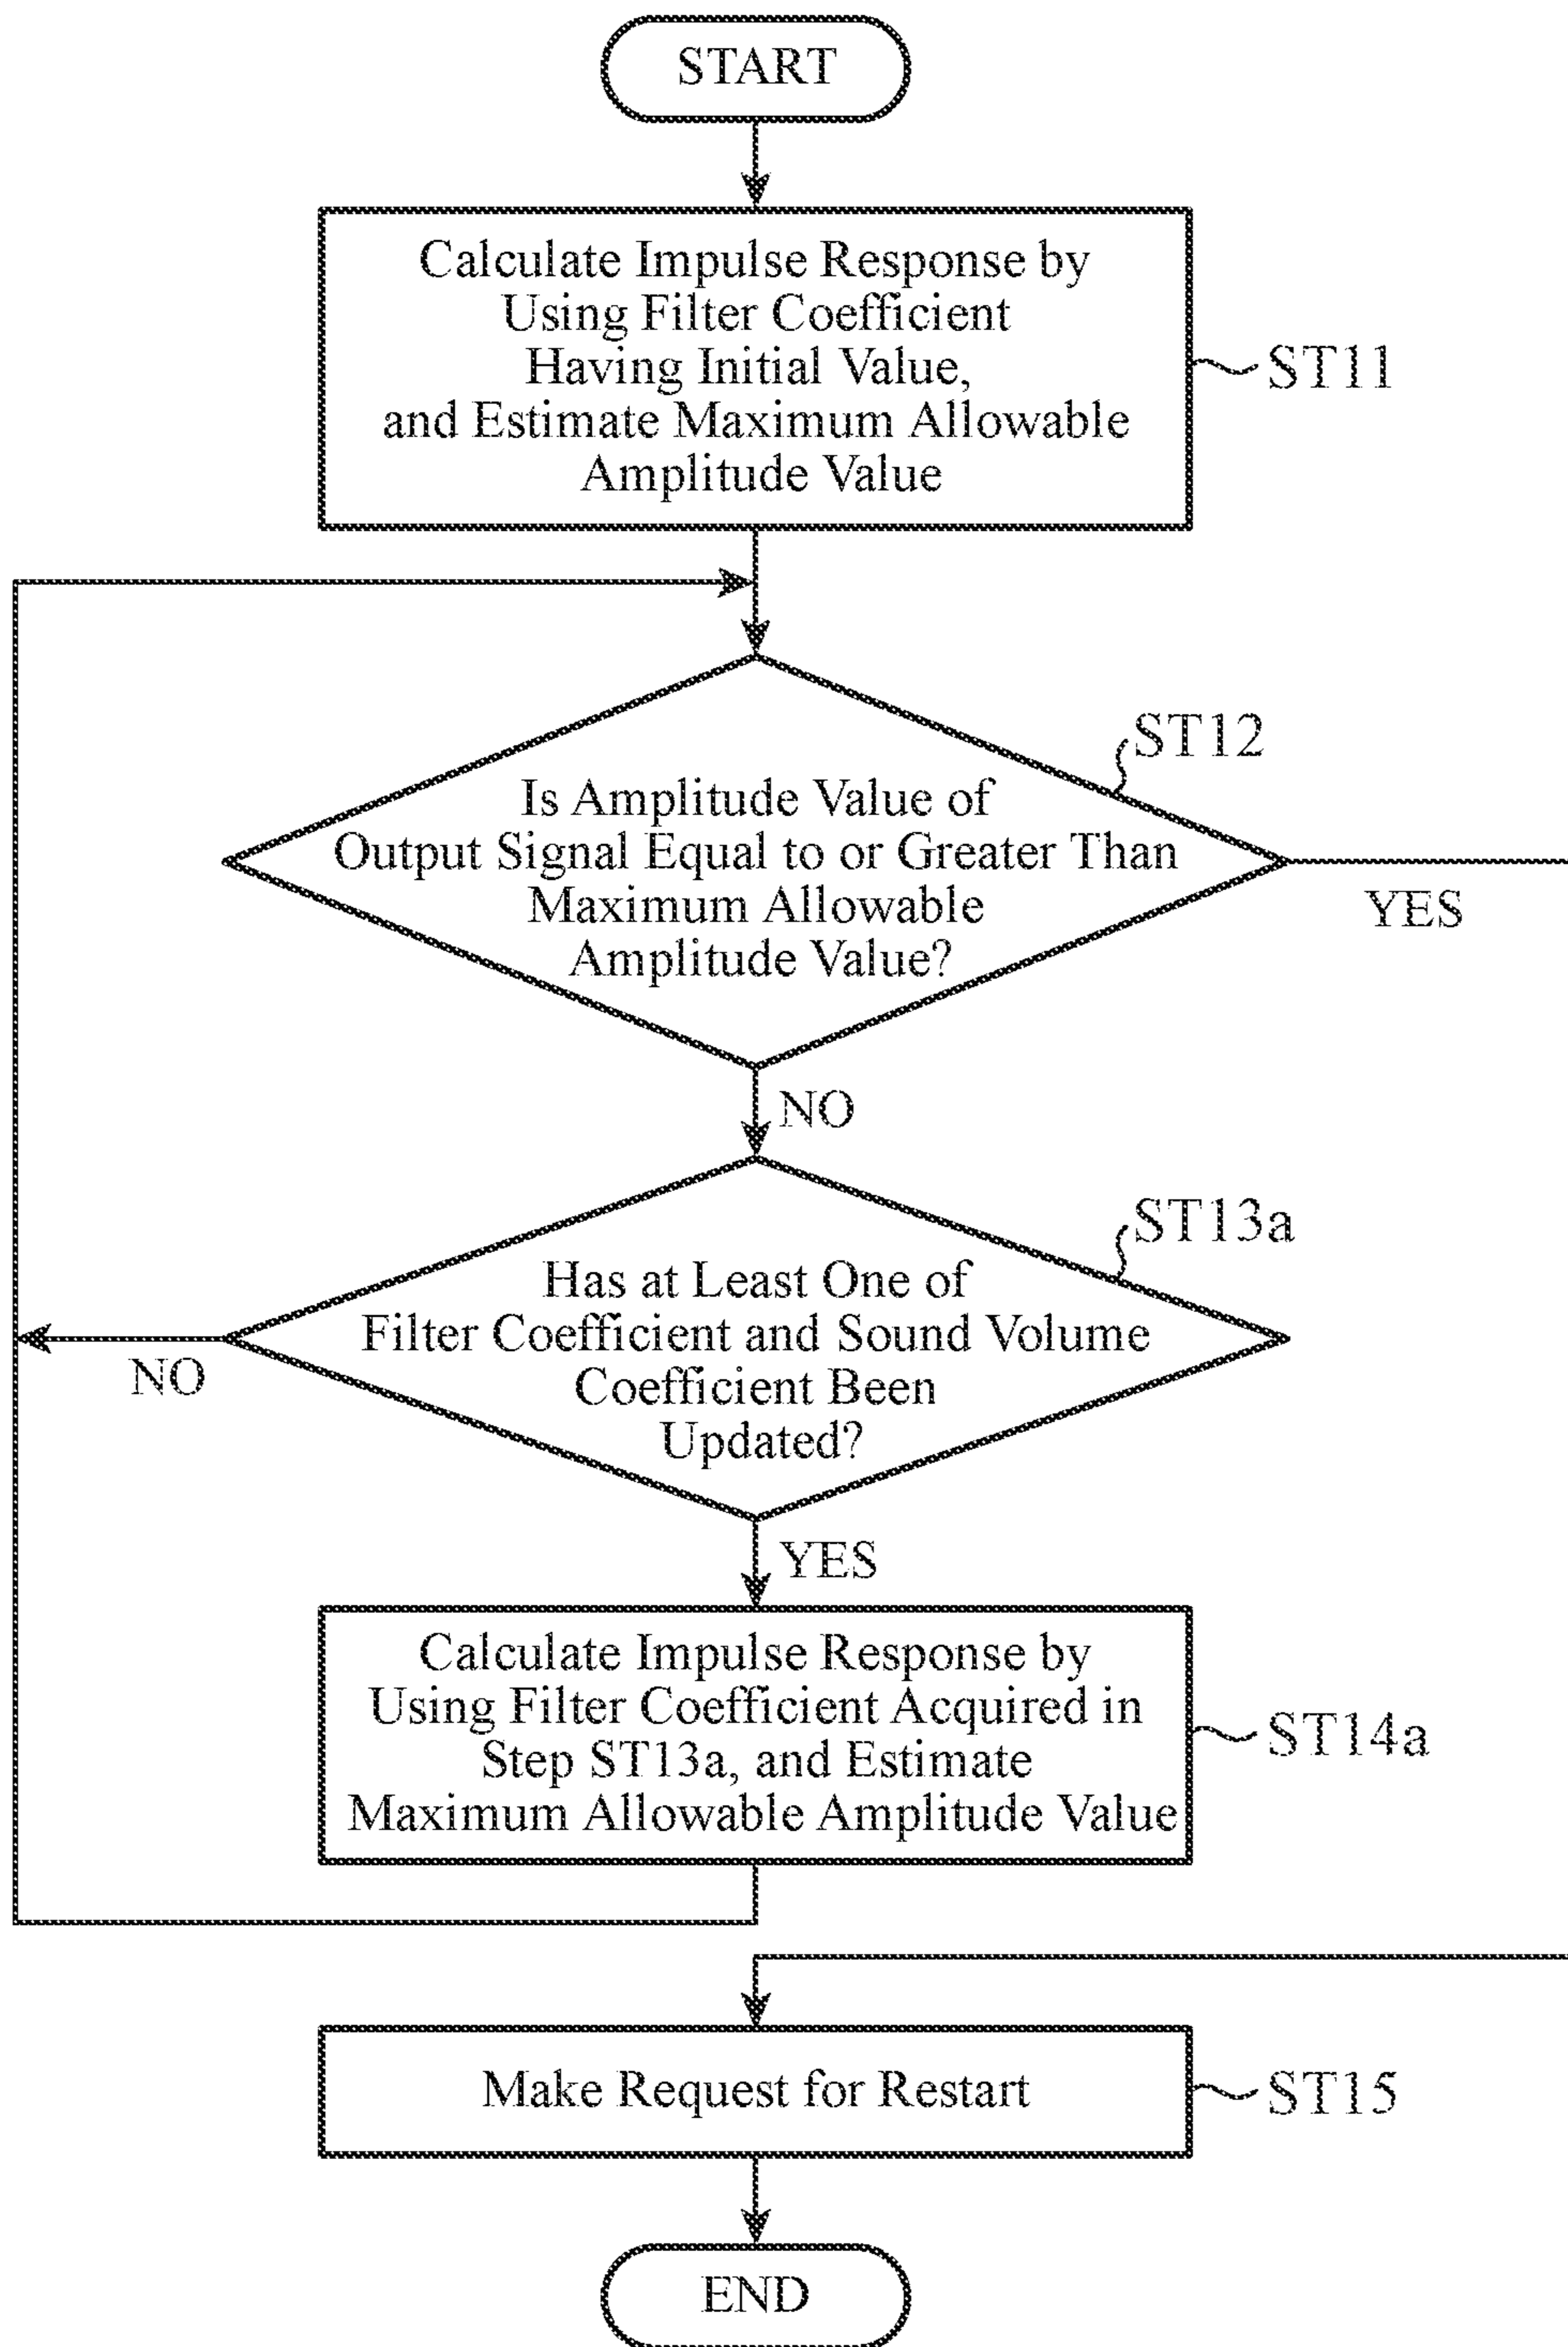 START
Calculate Impulse Response by
Using Filter Coefficient
Having Initial Value,
and Estimate Maximum Allowable
Amplitude Value
ST11
ST12
Is Amplitude Value of
Output Signal Equal to or Greater Than
Maximum Allowable
Amplitude Value?
YES
NO
ST13a
Has at Least One of
Filter Coefficient and Sound Volume
Coefficient Been
Updated?
NO
YES
Calculate Impulse Response by
Using Filter Coefficient Acquired in
Step ST13a, and Estimate
Maximum Allowable Amplitude Value
ST14a
Make Request for Restart
ST15
END